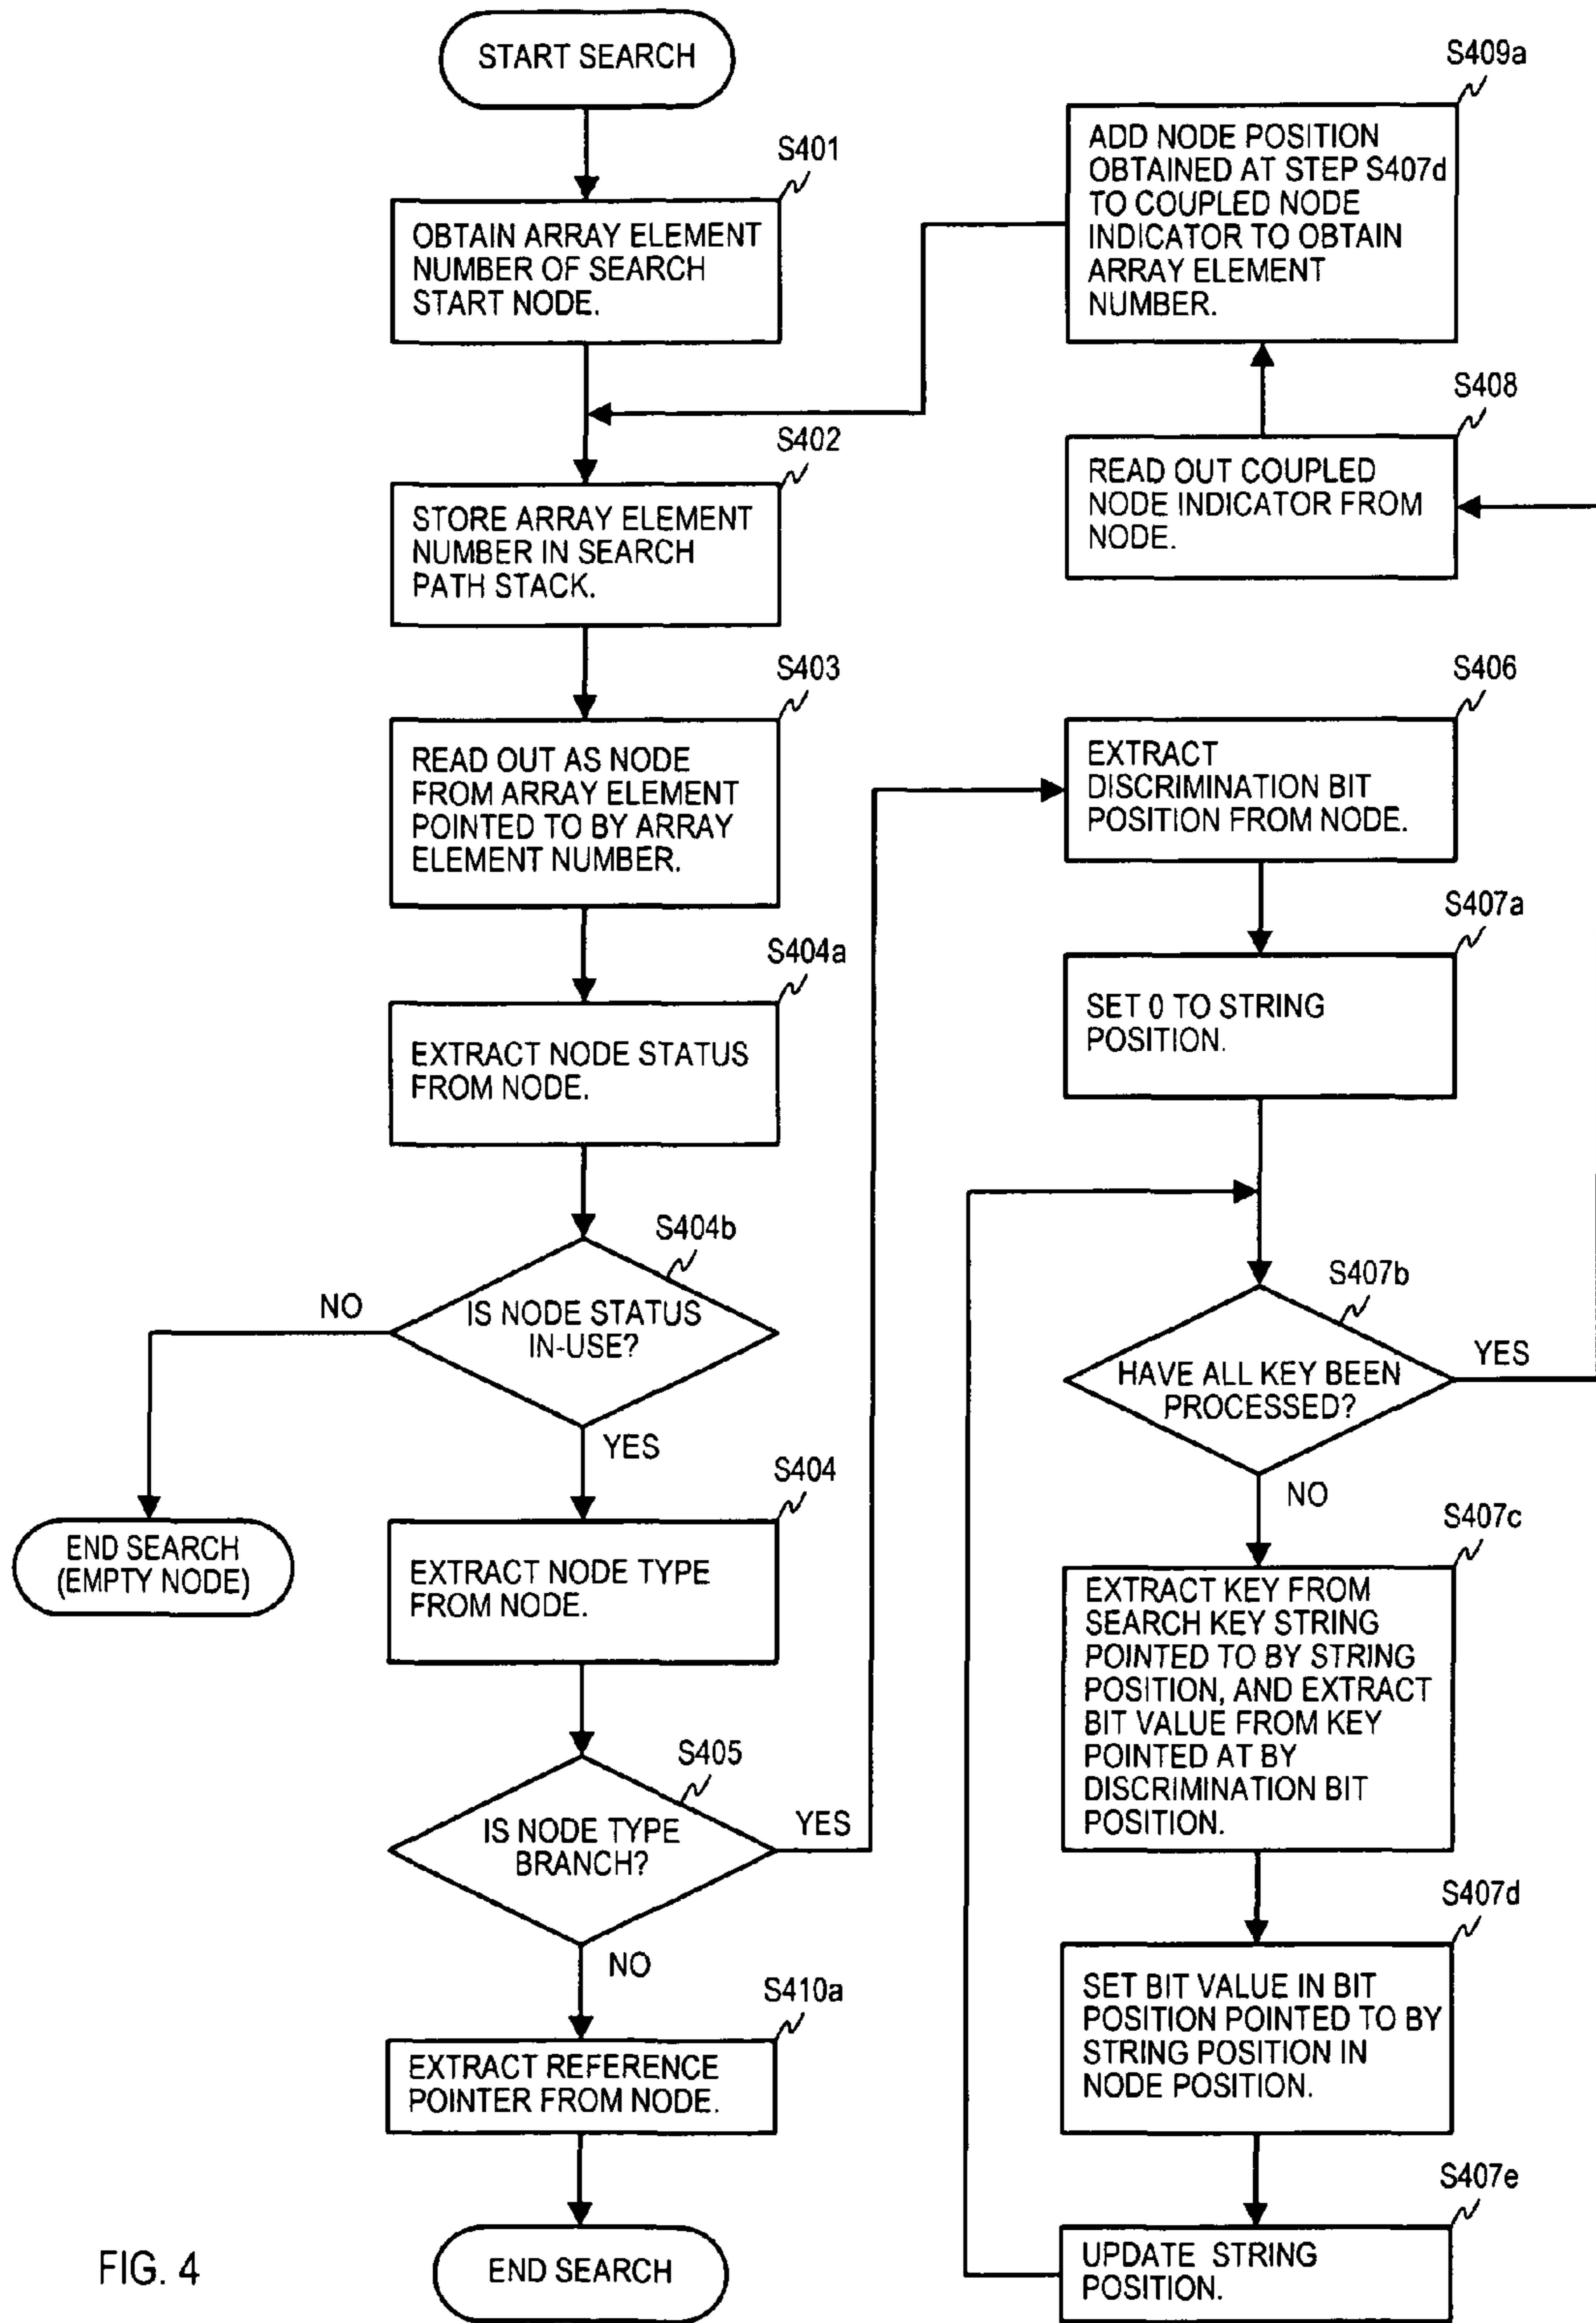 START SEARCH
S401
OBTAIN ARRAY ELEMENT
NUMBER OF SEARCH
START NODE.
S402
STORE ARRAY ELEMENT
NUMBER IN SEARCH
PATH STACK.
S403
READ OUT AS NODE
FROM ARRAY ELEMENT
POINTED TO BY ARRAY
ELEMENT NUMBER.
S404a
EXTRACT NODE STATUS
FROM NODE.
S404b
IS NODE STATUS
IN-USE?
NO
YES
END SEARCH
(EMPTY NODE)
S404
EXTRACT NODE TYPE
FROM NODE.
S405
IS NODE TYPE
BRANCH?
YES
NO
S410a
EXTRACT REFERENCE
POINTER FROM NODE.
END SEARCH
S409a
ADD NODE POSITION
OBTAINED AT STEP S407d
TO COUPLED NODE
INDICATOR TO OBTAIN
ARRAY ELEMENT
NUMBER.
S408
READ OUT COUPLED
NODE INDICATOR FROM
NODE.
S406
EXTRACT
DISCRIMINATION BIT
POSITION FROM NODE.
S407a
SET 0 TO STRING
POSITION.
S407b
HAVE ALL KEY BEEN
PROCESSED?
YES
NO
S407c
EXTRACT KEY FROM
SEARCH KEY STRING
POINTED TO BY STRING
POSITION, AND EXTRACT
BIT VALUE FROM KEY
POINTED AT BY
DISCRIMINATION BIT
POSITION.
S407d
SET BIT VALUE IN BIT
POSITION POINTED TO BY
STRING POSITION IN
NODE POSITION.
S407e
UPDATE STRING
POSITION.
FIG. 4